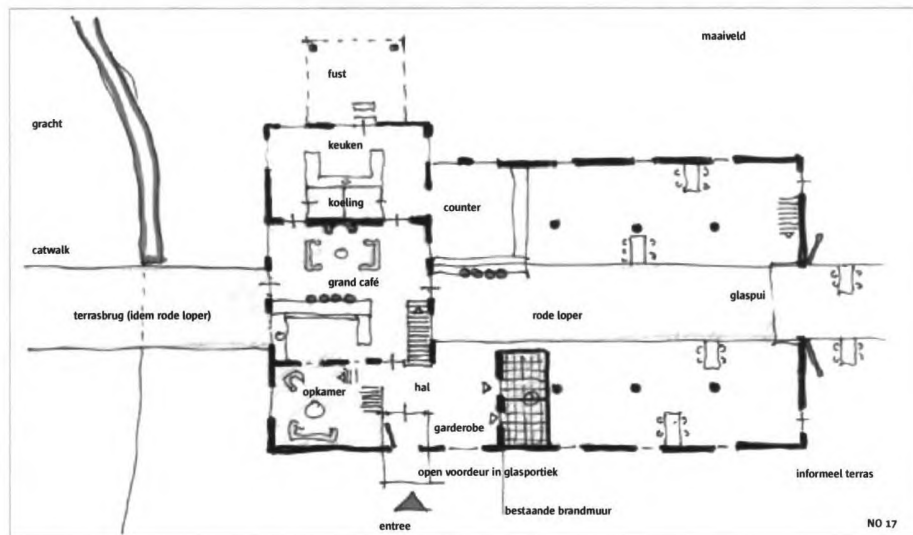 maaiveld
fust
gracht
keuken
koeling
counter
catwalk
grand café
glaspui
terrasbrug (idem rode loper)
rode loper
opkamer
hal
garderobe
open voordeur in glasportiek
informeel terras
bestaande brandmuur
entree
NO 17